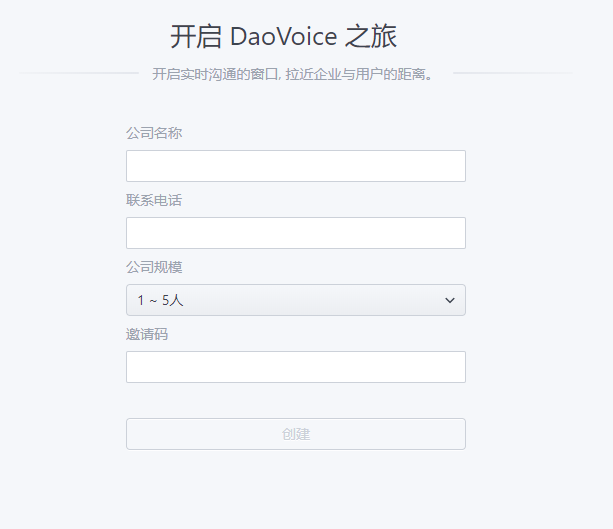 开启 DaoVoice 之旅
开启实时沟通的窗口, 拉近企业与用户的距离。
公司名称
联系电话
公司规模
1 ~ 5人
邀请码
创建